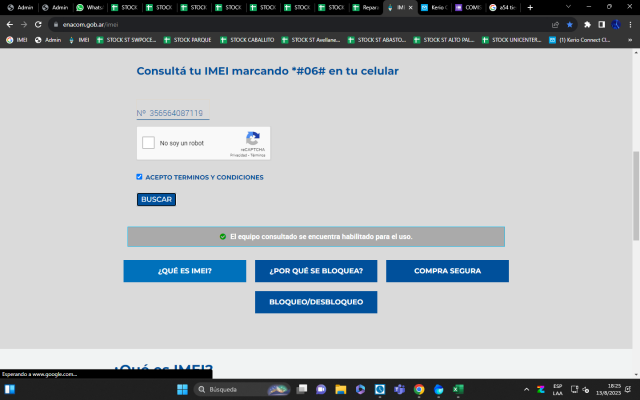 Admin
Admin
Whats
STOCK
STOCK
STOCK
STOCK
STOCK
STOCK
STOCK
Repara
IMEI
Kerio
COMP
a54 tie
enacom.gob.ar/imei
IMEI
Admin
IMEI
STOCK ST SWPOCE...
STOCK PARQUE
STOCK CABALLITO
STOCK ST Avellane...
STOCK ST ABASTO...
STOCK ST ALTO PAL...
STOCK UNICENTER...
(1) Kerio Connect Cl...
Consultá tu IMEI marcando *#06# en tu celular
Nº 356564087119
No soy un robot
reCAPTCHA
Privacidad - Términos
ACEPTO TERMINOS Y CONDICIONES
BUSCAR
El equipo consultado se encuentra habilitado para el uso.
¿QUÉ ES IMEI?
¿POR QUÉ SE BLOQUEA?
COMPRA SEGURA
BLOQUEO/DESBLOQUEO
¿Qué es IMEI?
Esperando a www.google.com...
Búsqueda
ESP
LAA
18:25
13/8/2023